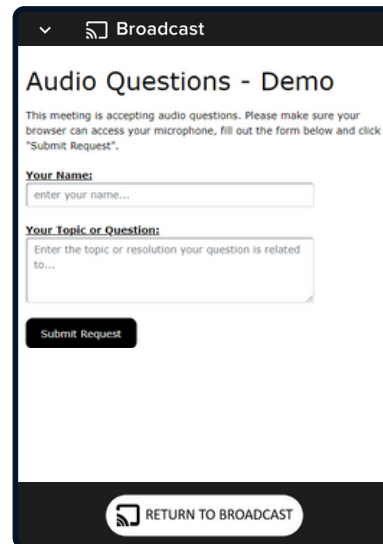 Broadcast
Audio Questions - Demo
This meeting is accepting audio questions. Please make sure your
browser can access your microphone, fill out the form below and click
"Submit Request".
Your Name:
enter your name...
Your Topic or Question:
Enter the topic or resolution your question is related
to...
Submit Request
RETURN TO BROADCAST